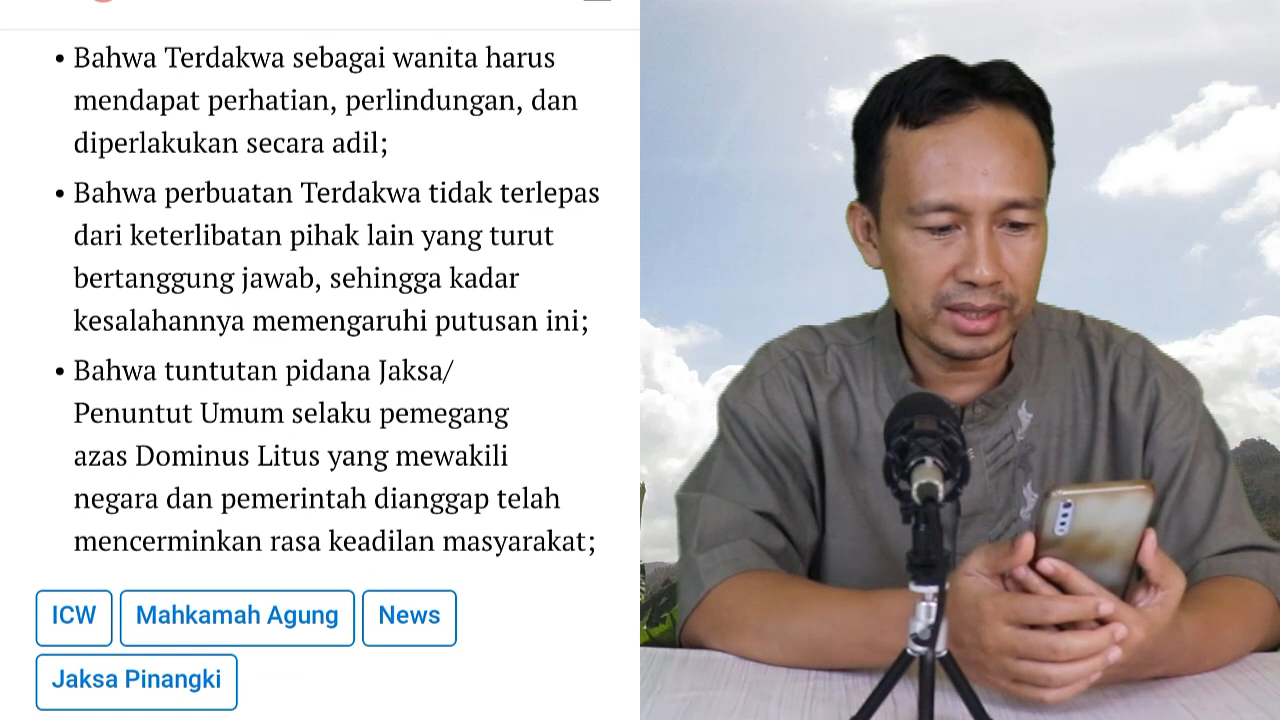 • Bahwa Terdakwa sebagai wanita harus
mendapat perhatian, perlindungan, dan
diperlakukan secara adil;
• Bahwa perbuatan Terdakwa tidak terlepas
dari keterlibatan pihak lain yang turut
bertanggung jawab, sehingga kadar
kesalahannya memengaruhi putusan ini;
• Bahwa tuntutan pidana Jaksa/
Penuntut Umum selaku pemegang
azas Dominus Litus yang mewakili
negara dan pemerintah dianggap telah
mencerminkan rasa keadilan masyarakat;
ICW Mahkamah Agung News
Jaksa Pinangki